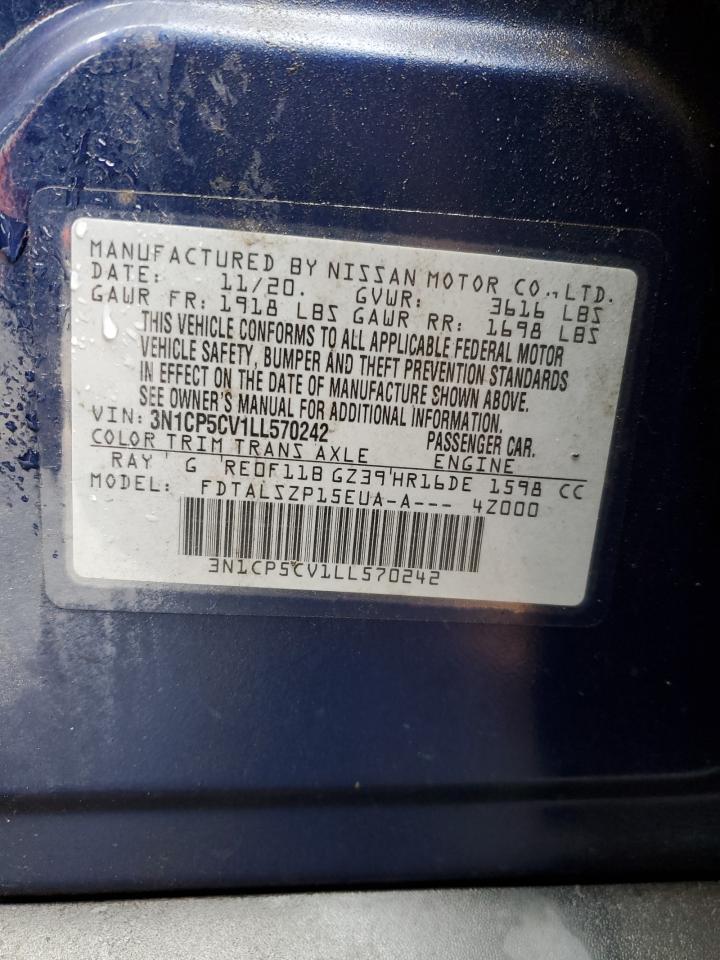 MANUFACTURED BY NISSAN MOTOR CO., LTD.
DATE: 11/20. GVWR: 3616 LBS
GAWR FR: 1918 LBS GAWR RR: 1698 LBS
THIS VEHICLE CONFORMS TO ALL APPLICABLE FEDERAL MOTOR
VEHICLE SAFETY, BUMPER AND THEFT PREVENTION STANDARDS
IN EFFECT ON THE DATE OF MANUFACTURE SHOWN ABOVE.
SEE OWNER'S MANUAL FOR ADDITIONAL INFORMATION.
VIN: 3N1CP5CV1LL570242 PASSENGER CAR.
COLOR TRIM TRANS AXLE ENGINE
RAY G RE0F11B GZ39 HR16DE 1598 CC
MODEL: FDTALSZP15EUA-A--- 4Z000
3N1CP5CV1LL570242